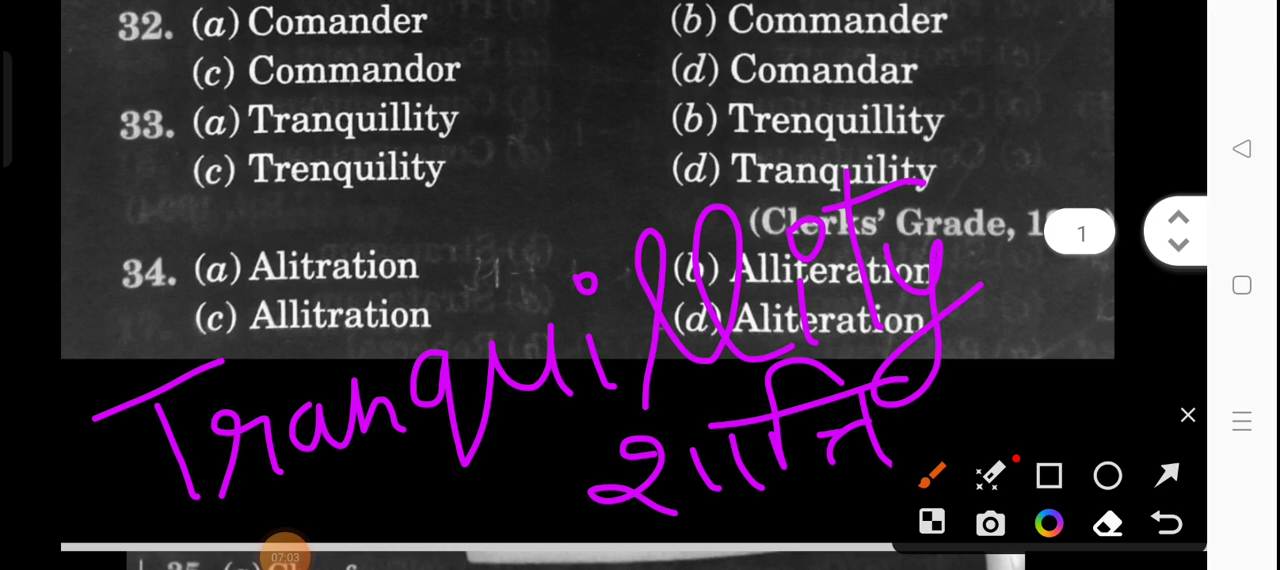 32. (a) Comander (b) Commander
(c) Commandor (d) Comandar
33. (a) Tranquillity (b) Trenquillity
(c) Trenquility (d) Tranquility
(Clerks' Grade, 1
1
34. (a) Alitration (b) Alliteration
(c) Allitration (d) Aliteration
Tranquillity
शान्ति
07:03